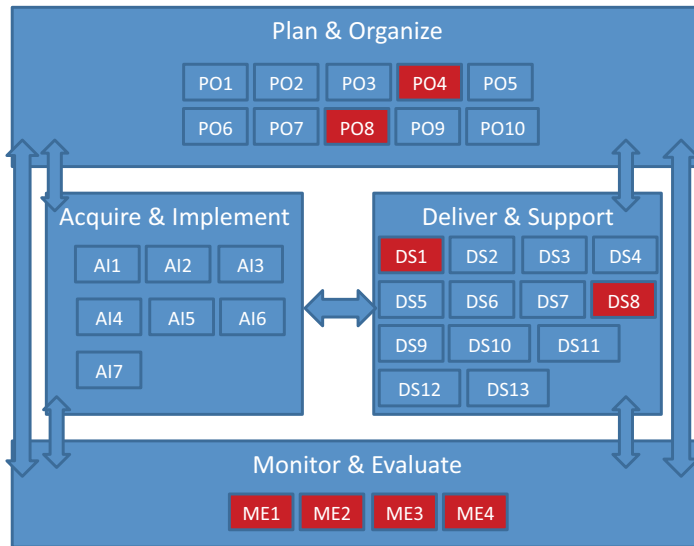 Plan & Organize
PO1 PO2 PO3 PO4 PO5
PO6 PO7 PO8 PO9 PO10
Acquire & Implement
AI1 AI2 AI3
AI4 AI5 AI6
AI7
Deliver & Support
DS1 DS2 DS3 DS4
DS5 DS6 DS7 DS8
DS9 DS10 DS11
DS12 DS13
Monitor & Evaluate
ME1 ME2 ME3 ME4